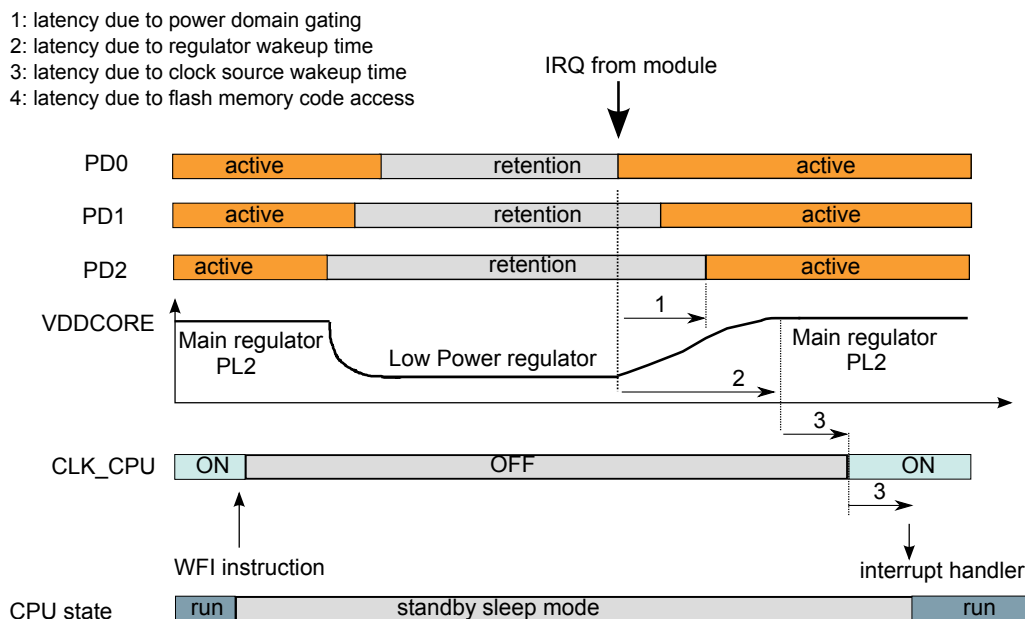 1: latency due to power domain gating
2: latency due to regulator wakeup time
3: latency due to clock source wakeup time
4: latency due to flash memory code access
IRQ from module
PD0 active retention active
PD1 active retention active
PD2 active retention active
1
VDDCORE
Main regulator
PL2
Low Power regulator
Main regulator
PL2
2
3
CLK_CPU ON OFF ON
3
WFI instruction
interrupt handler
CPU state run standby sleep mode run